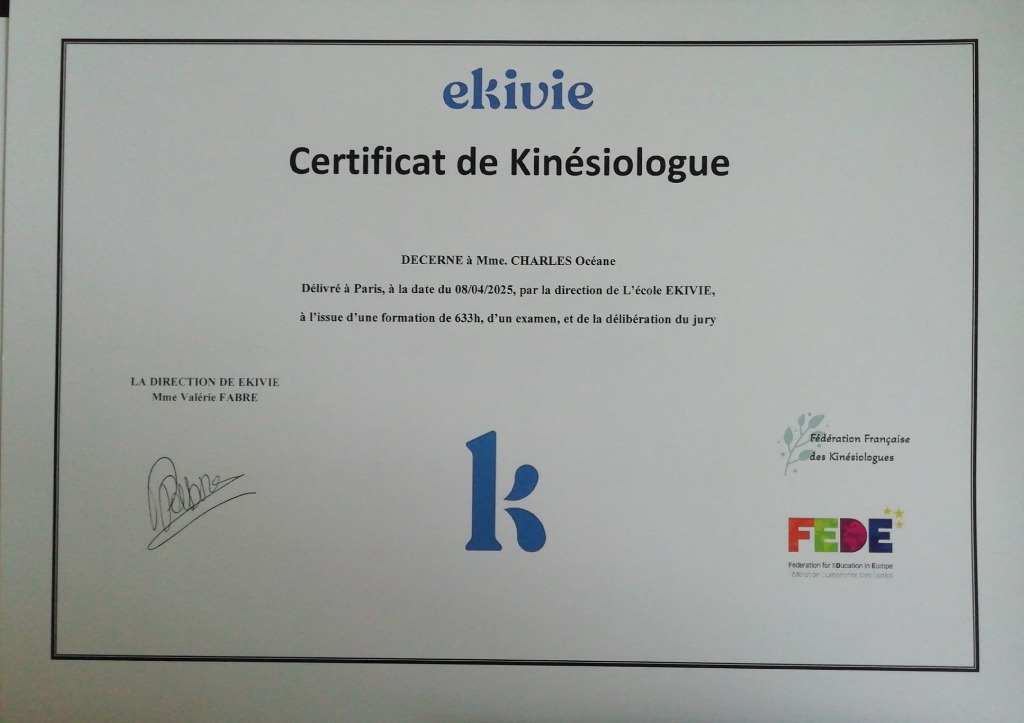 ekivie
Certificat de Kinésiologue
DECERNE à Mme. CHARLES Océane
Délivré à Paris, à la date du 08/04/2025, par la direction de L'école EKIVIE,
à l'issue d'une formation de 633h, d'un examen, et de la délibération du jury
LA DIRECTION DE EKIVIE
Mme Valérie FABRE
k
Fédération Française
des Kinésiologues
FEDE
Federation for EDucation in Europe